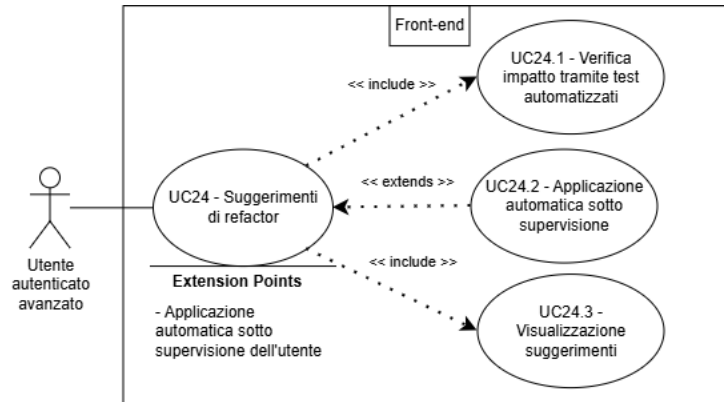 Front-end
UC24.1 - Verifica
impatto tramite test
automatizzati
<< include >>
UC24 - Suggerimenti
di refactor
<< extends >>
UC24.2 - Applicazione
automatica sotto
supervisione
Utente
autenticato
avanzato
Extension Points
- Applicazione
automatica sotto
supervisione dell'utente
<< include >>
UC24.3 -
Visualizzazione
suggerimenti